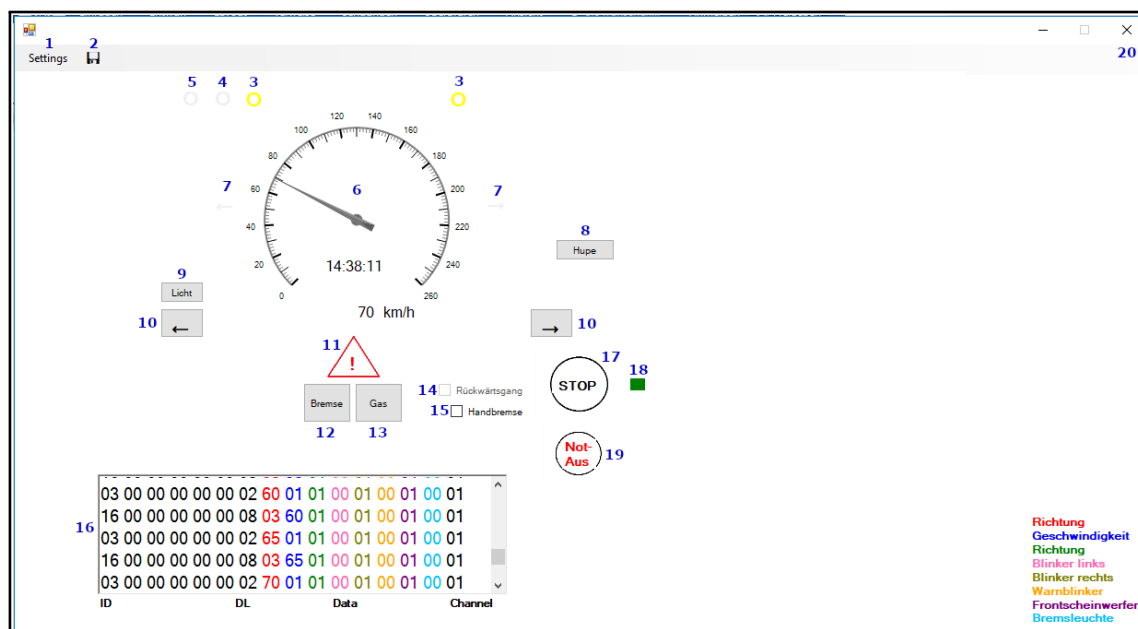 1 2
Settings 20
5 4 3 3
120 140
100 160
80 180
7 60 6 200 7
40 220
8
Hupe
20 14:38:11 240
9
Licht 0 260
10 ← 70 km/h → 10
11 !
17
18
STOP
14 Rückwärtsgang
15 Handbremse
Bremse Gas
12 13
Not-
Aus 19
16
03 00 00 00 00 00 02 60 01 01 00 01 00 01 00 01
16 00 00 00 00 00 08 03 60 01 00 01 00 01 00 01
03 00 00 00 00 00 02 65 01 01 00 01 00 01 00 01
16 00 00 00 00 00 08 03 65 01 00 01 00 01 00 01
03 00 00 00 00 00 02 70 01 01 00 01 00 01 00 01
ID DL Data Channel
Richtung
Geschwindigkeit
Richtung
Blinker links
Blinker rechts
Warnblinker
Frontscheinwerfer
Bremsleuchte